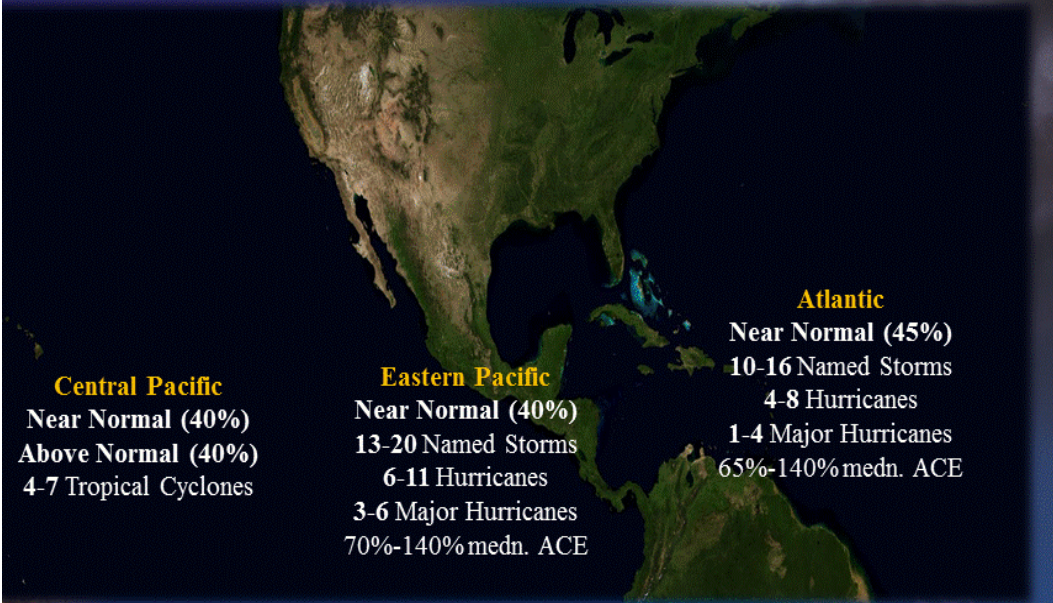 Central Pacific
Near Normal (40%)
Above Normal (40%)
4-7 Tropical Cyclones
Eastern Pacific
Near Normal (40%)
13-20 Named Storms
6-11 Hurricanes
3-6 Major Hurricanes
70%-140% medn. ACE
Atlantic
Near Normal (45%)
10-16 Named Storms
4-8 Hurricanes
1-4 Major Hurricanes
65%-140% medn. ACE